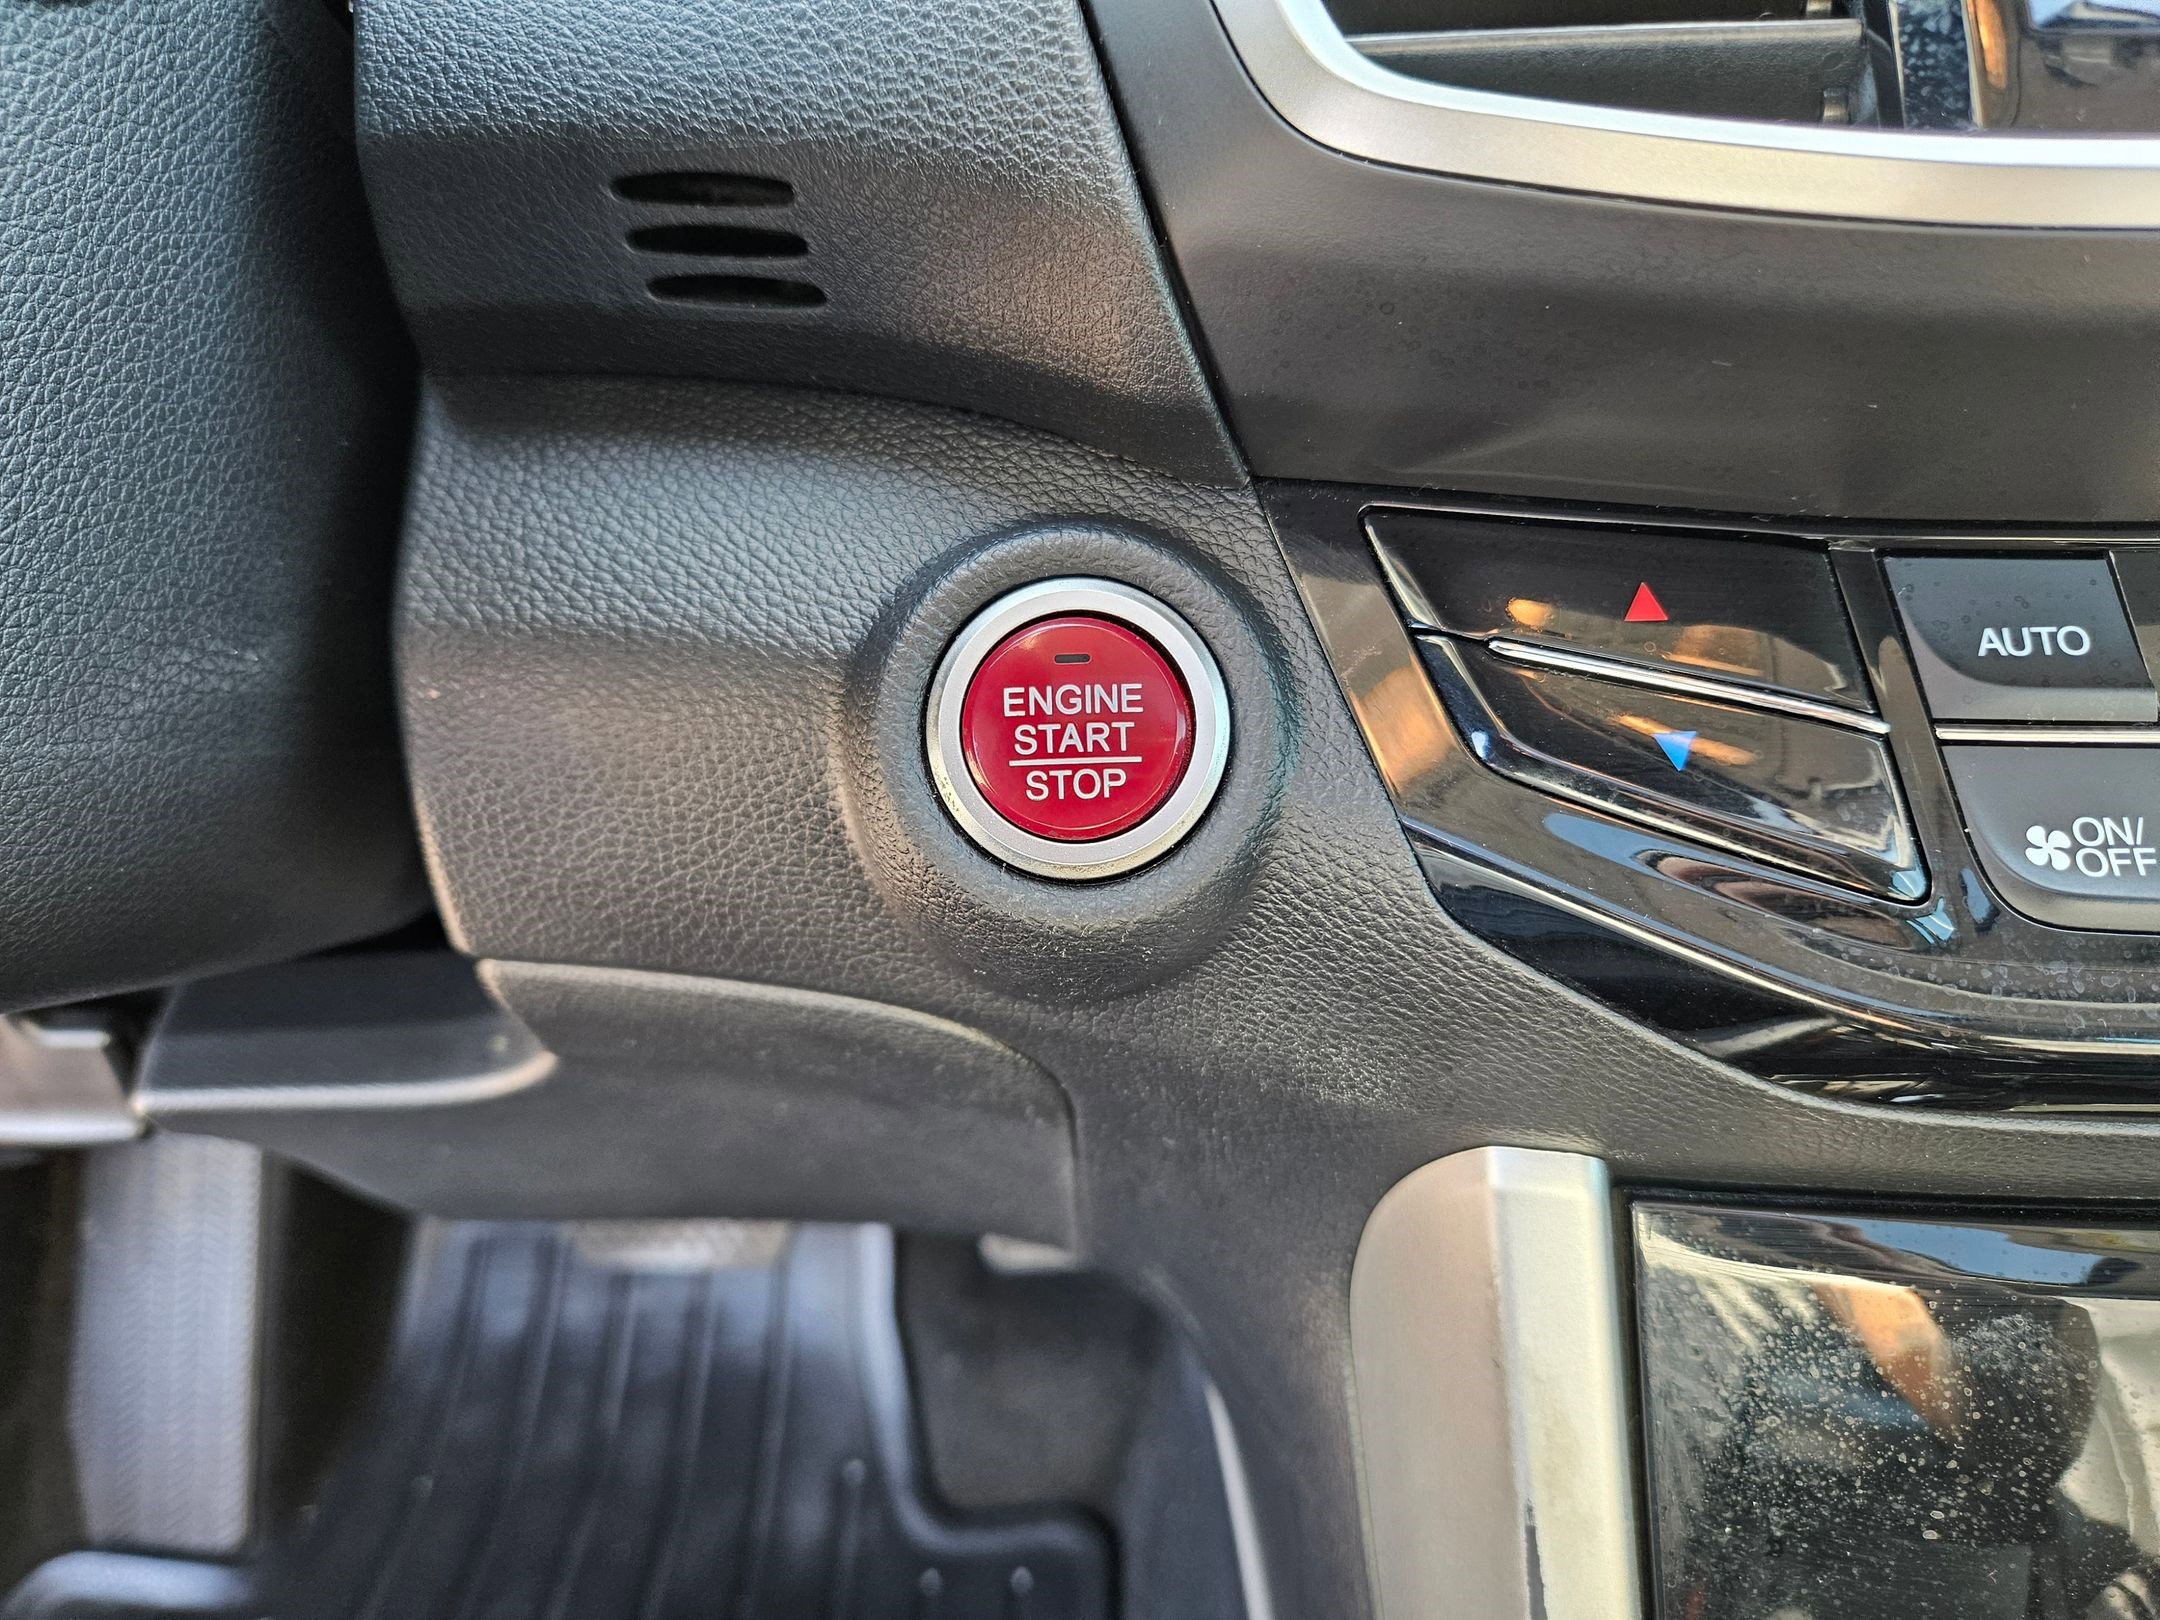 ENGINE
START
STOP
AUTO
ON/
OFF